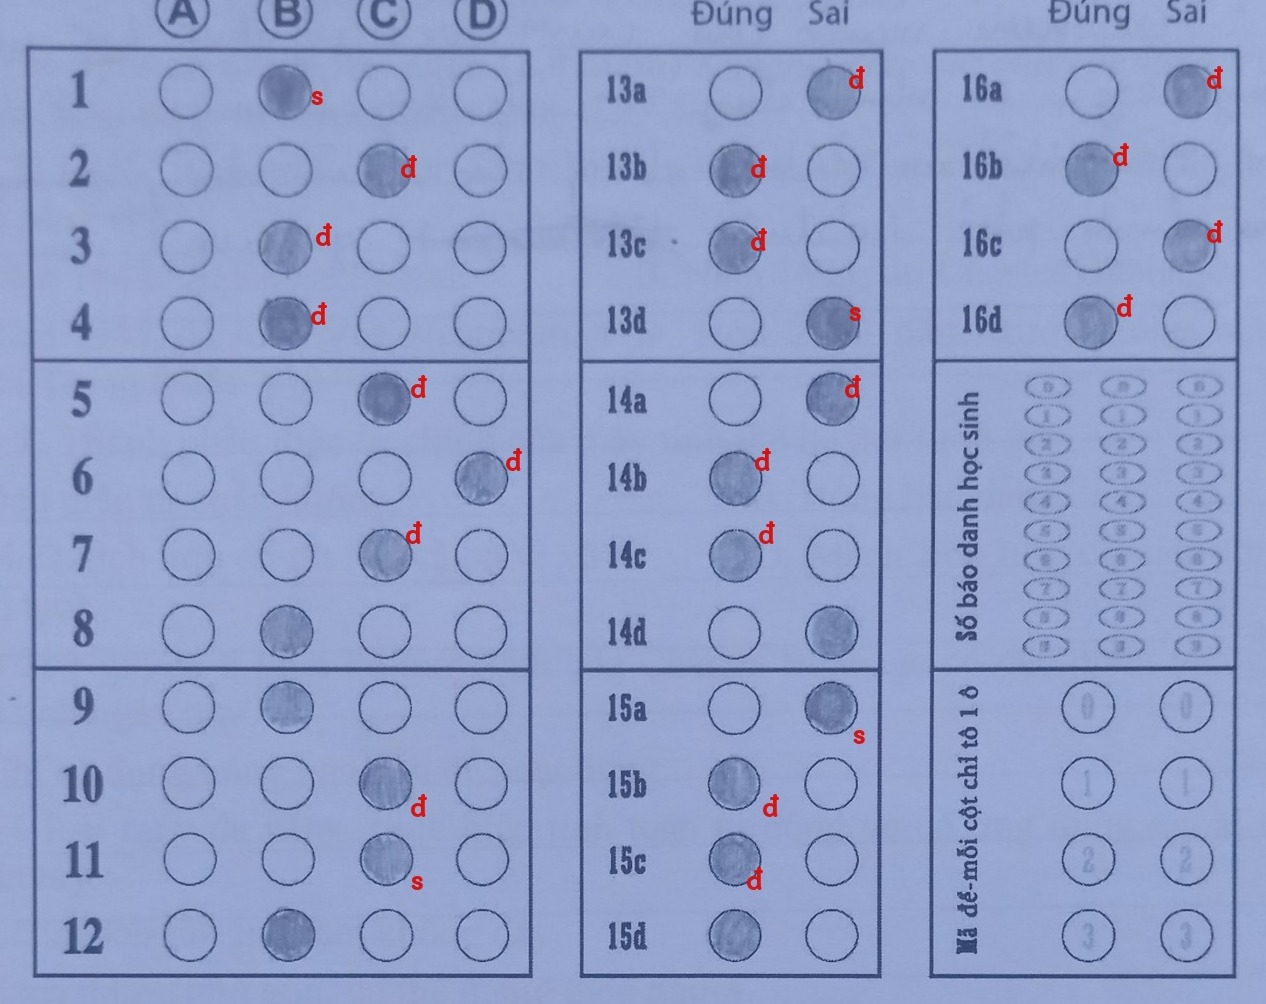 A B C D
1 s
2 đ
3 đ
4 đ
5 đ
6 đ
7 đ
8
9
10 đ
11 s
12
Đúng Sai
13a đ
13b đ
13c đ
13d s
14a đ
14b đ
14c đ
14d
15a s
15b đ
15c đ
15d
Đúng Sai
16a đ
16b đ
16c đ
16d đ
Số báo danh học sinh
0 0 0
1 1 1
2 2 2
3 3 3
4 4 4
5 5 5
6 6 6
7 7 7
8 8 8
9 9 9
Mã đề-mỗi cột chỉ tô 1 ô
0 0
1 1
2 2
3 3